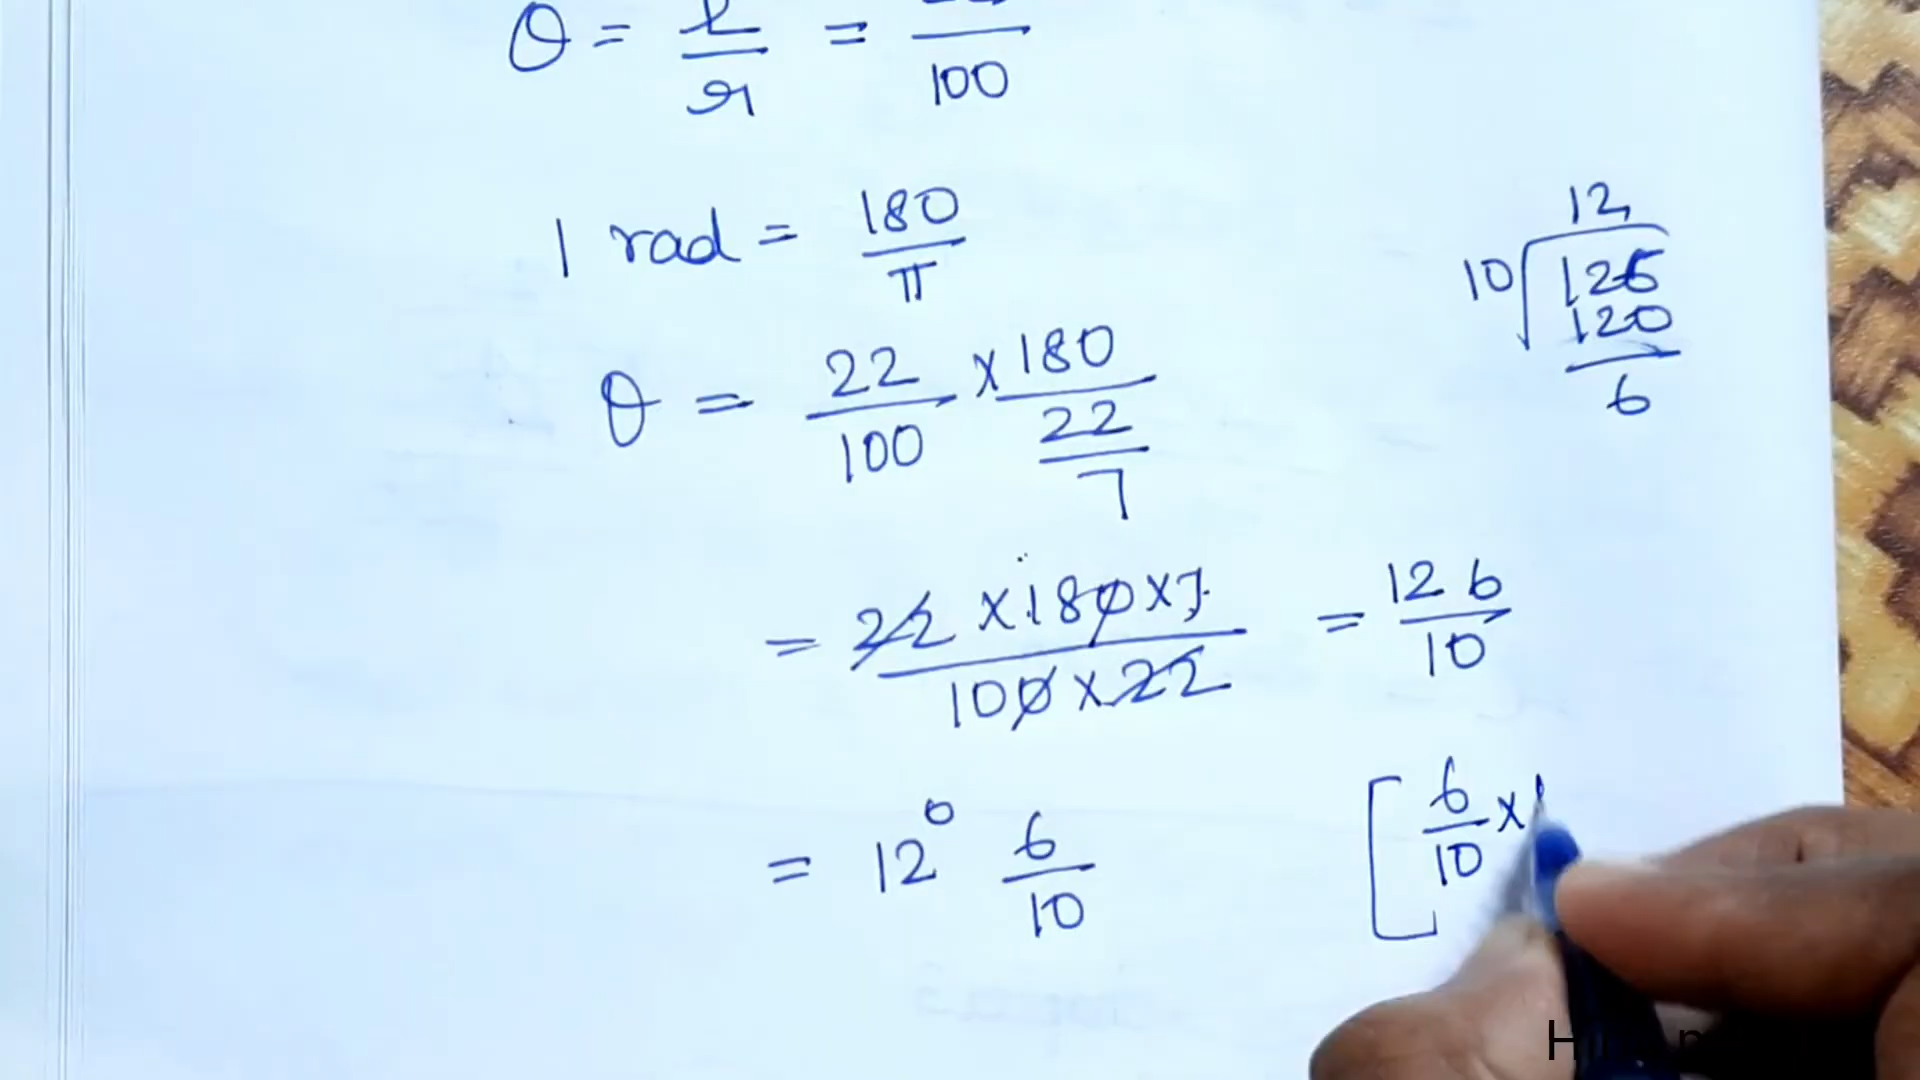 θ = l/r = /100
1 rad = 180/π
12
10 126
120
6
θ = 22/100 × 180/(22/7)
= 22 × 180 × 7/100 × 22 = 126/10
= 12° 6/10 [6/10 ×